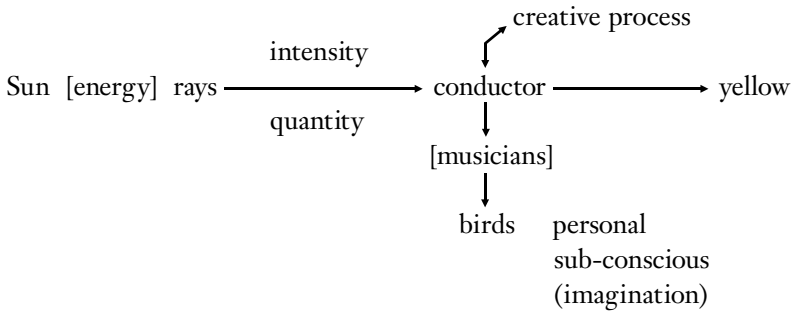 creative process
intensity
Sun [energy] rays conductor yellow
quantity
[musicians]
birds personal
sub-conscious
(imagination)